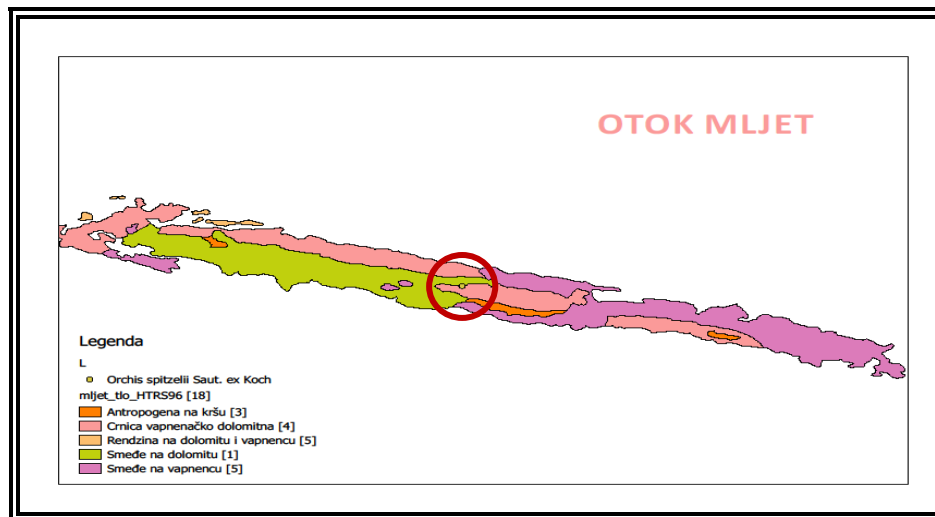 OTOK MLJET
Legenda
L
Orchis spitzelii Saut. ex Koch
mljet_tlo_HTRS96 [18]
Antropogena na kršu [3]
Crnica vapnenačko dolomitna [4]
Rendzina na dolomitu i vapnencu [5]
Smeđe na dolomitu [1]
Smeđe na vapnencu [5]